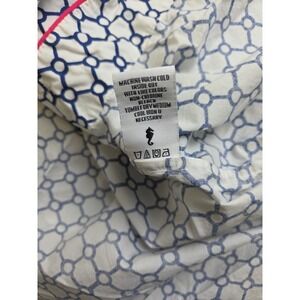 MACHINE WASH COLD
INSIDE OUT
WITH LIKE COLORS
NON-CHLORINE
BLEACH
TUMBLE DRY MEDIUM
COOL IRON IF
NECESSARY